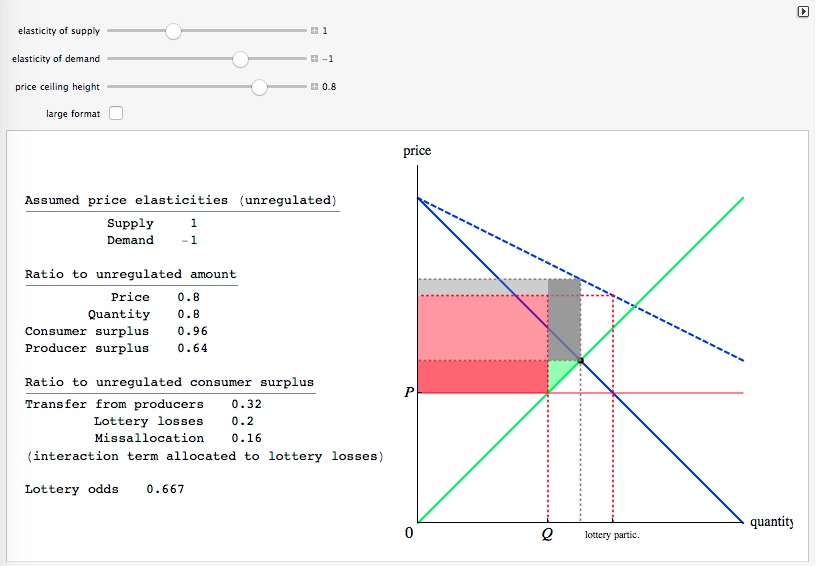 elasticity of supply 1
elasticity of demand -1
price ceiling height 0.8
large format
Assumed price elasticities (unregulated)
Supply 1
Demand -1
Ratio to unregulated amount
Price 0.8
Quantity 0.8
Consumer surplus 0.96
Producer surplus 0.64
Ratio to unregulated consumer surplus
Transfer from producers 0.32
Lottery losses 0.2
Missallocation 0.16
(interaction term allocated to lottery losses)
Lottery odds 0.667
price
P
0
Q
lottery partic.
quantity